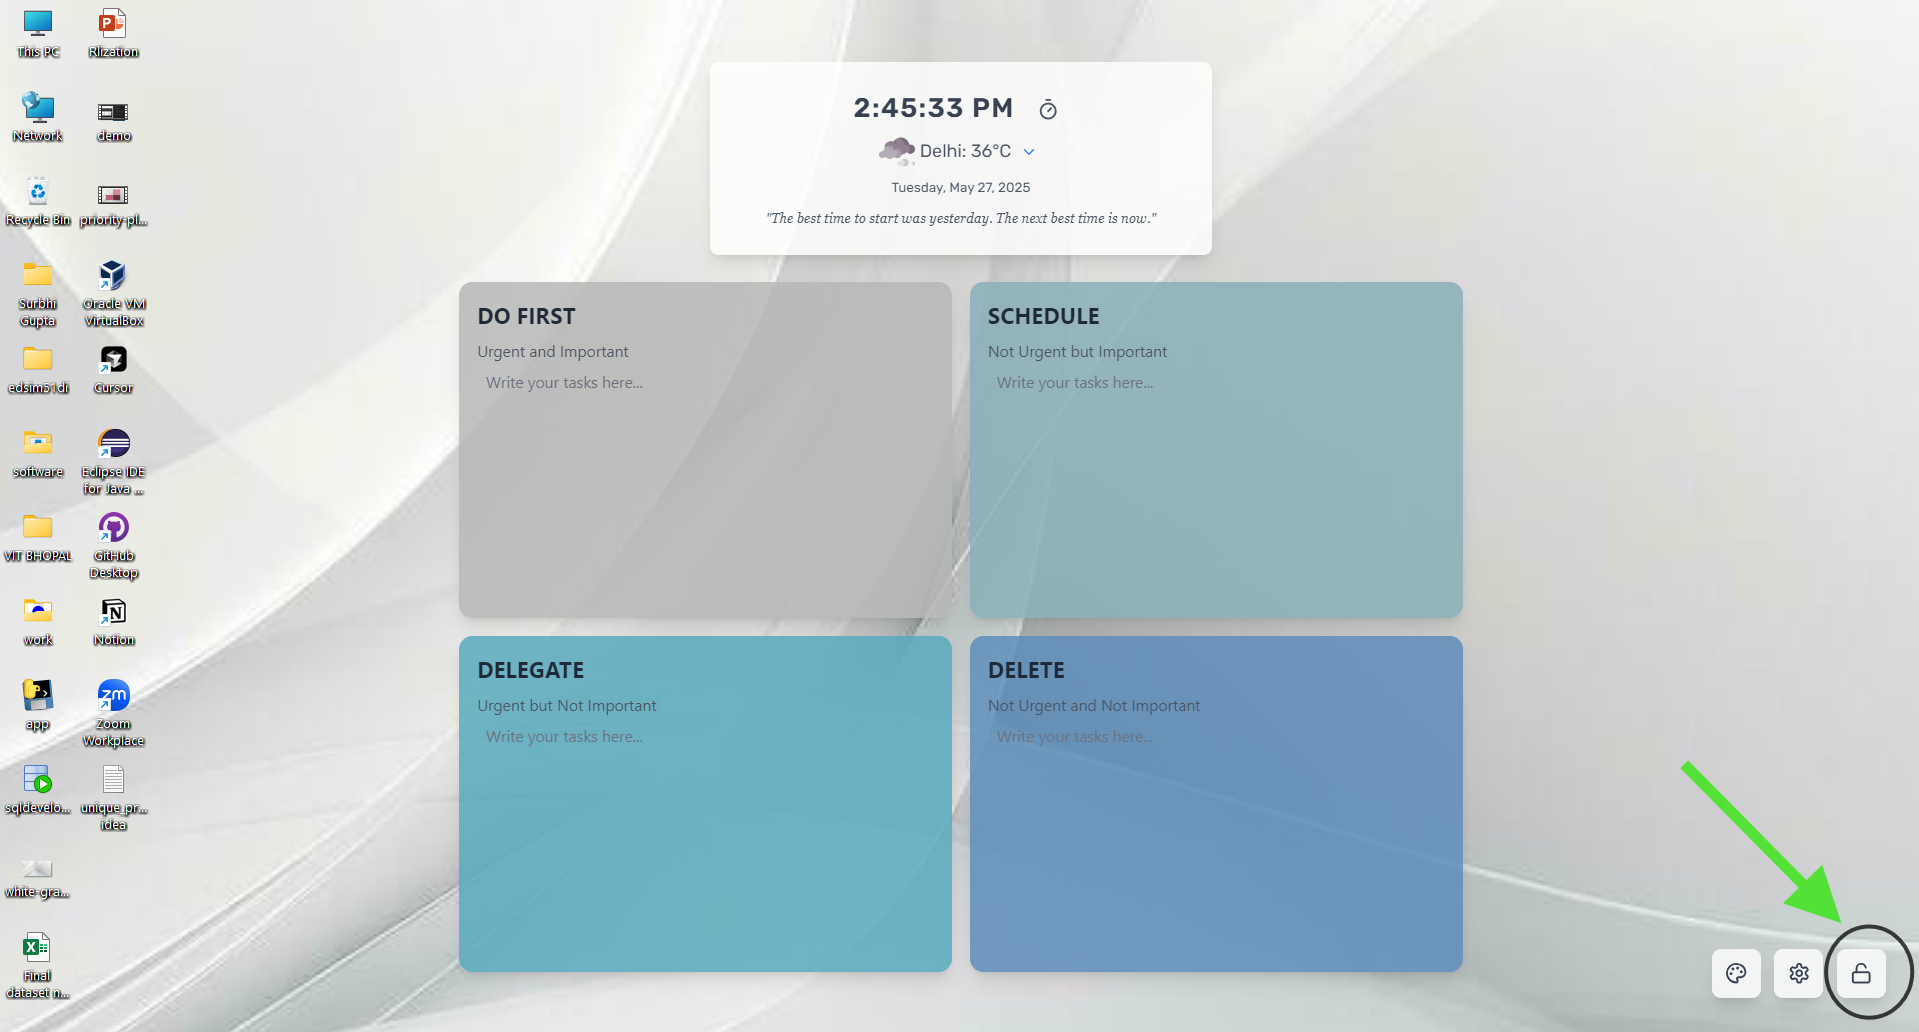 This PC
Rlization
Network
demo
Recycle Bin
priority-pl...
Surbhi
Gupta
Oracle VM
VirtualBox
edsim51di
Cursor
software
Eclipse IDE
for Java ...
VIT BHOPAL
GitHub
Desktop
work
Notion
app
Zoom
Workplace
sqldevelo...
unique_pr...
idea
white-gra...
Final
dataset n...
2:45:33 PM
Delhi: 36°C
Tuesday, May 27, 2025
"The best time to start was yesterday. The next best time is now."
DO FIRST
Urgent and Important
Write your tasks here...
SCHEDULE
Not Urgent but Important
Write your tasks here...
DELEGATE
Urgent but Not Important
Write your tasks here...
DELETE
Not Urgent and Not Important
Write your tasks here...